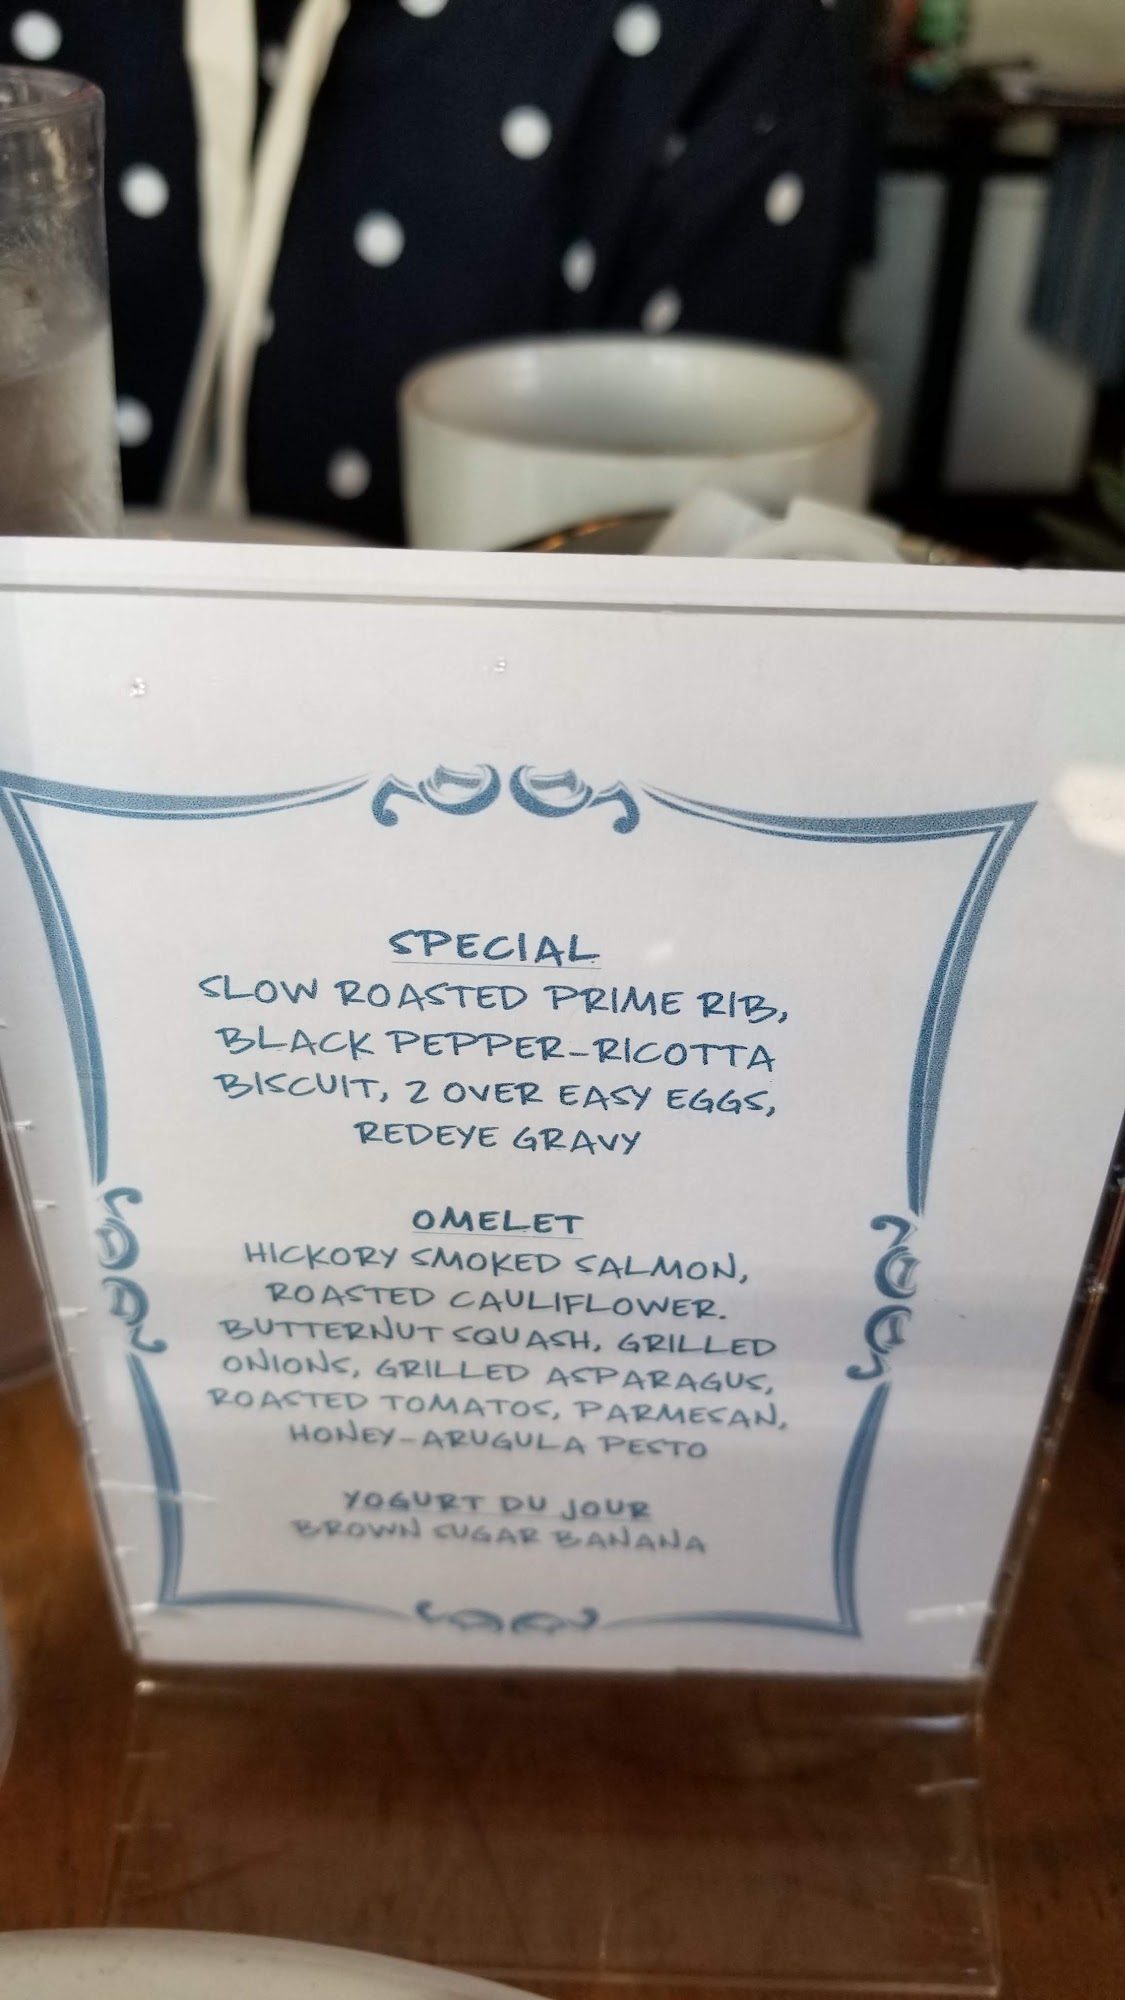 SPECIAL
SLOW ROASTED PRIME RIB,
BLACK PEPPER-RICOTTA
BISCUIT, 2 OVER EASY EGGS,
REDEYE GRAVY
OMELET
HICKORY SMOKED SALMON,
ROASTED CAULIFLOWER.
BUTTERNUT SQUASH, GRILLED
ONIONS, GRILLED ASPARAGUS,
ROASTED TOMATOS, PARMESAN,
HONEY-ARUGULA PESTO
YOGURT DU JOUR
BROWN SUGAR BANANA